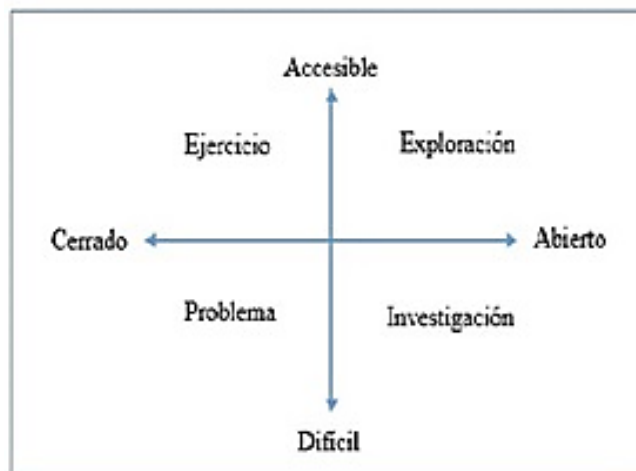 Accesible
Ejercicio Exploración
Cerrado Abierto
Problema Investigación
Difícil